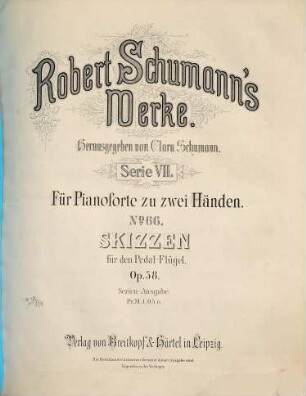 Robert Schumann's
Werke.
Herausgegeben von Clara Schumann.
Serie VII.
Für Pianoforte zu zwei Händen.
No 66.
SKIZZEN
für den Pedal-Flügel.
Op. 58.
Serien-Ausgabe.
Verlag von Breitkopf & Härtel in Leipzig.